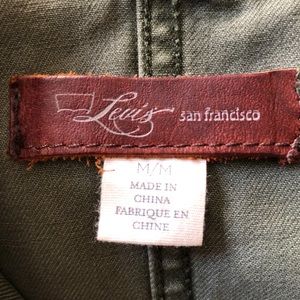 Levi's san francisco
M/M
MADE IN
CHINA
FABRIQUE EN
CHINE